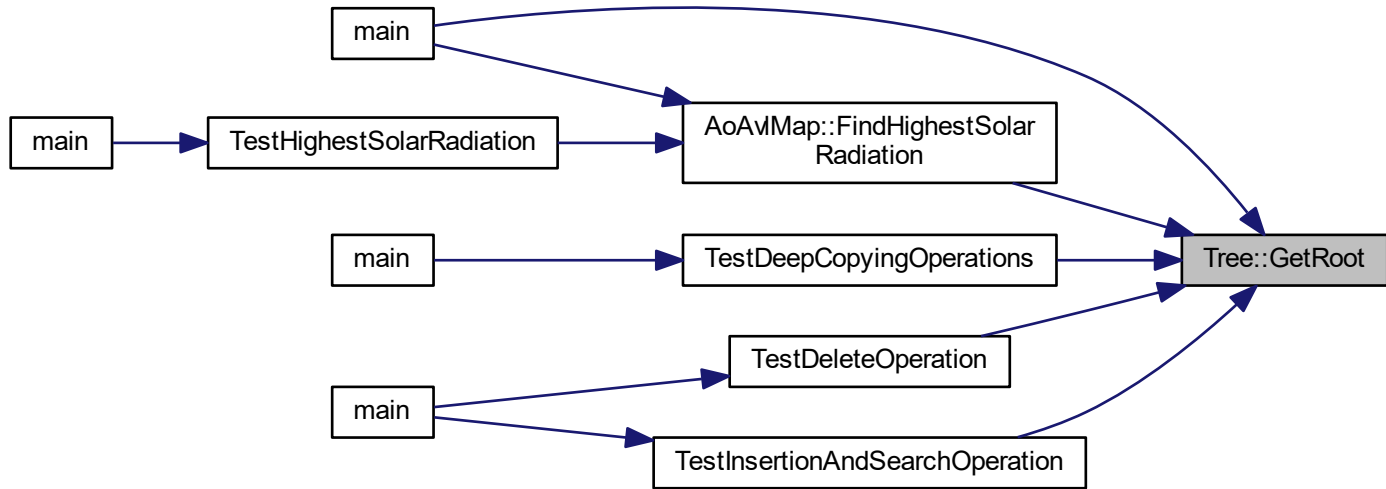 main
AoAvlMap::FindHighestSolar
Radiation
main
TestHighestSolarRadiation
main
TestDeepCopyingOperations
Tree::GetRoot
TestDeleteOperation
main
TestInsertionAndSearchOperation